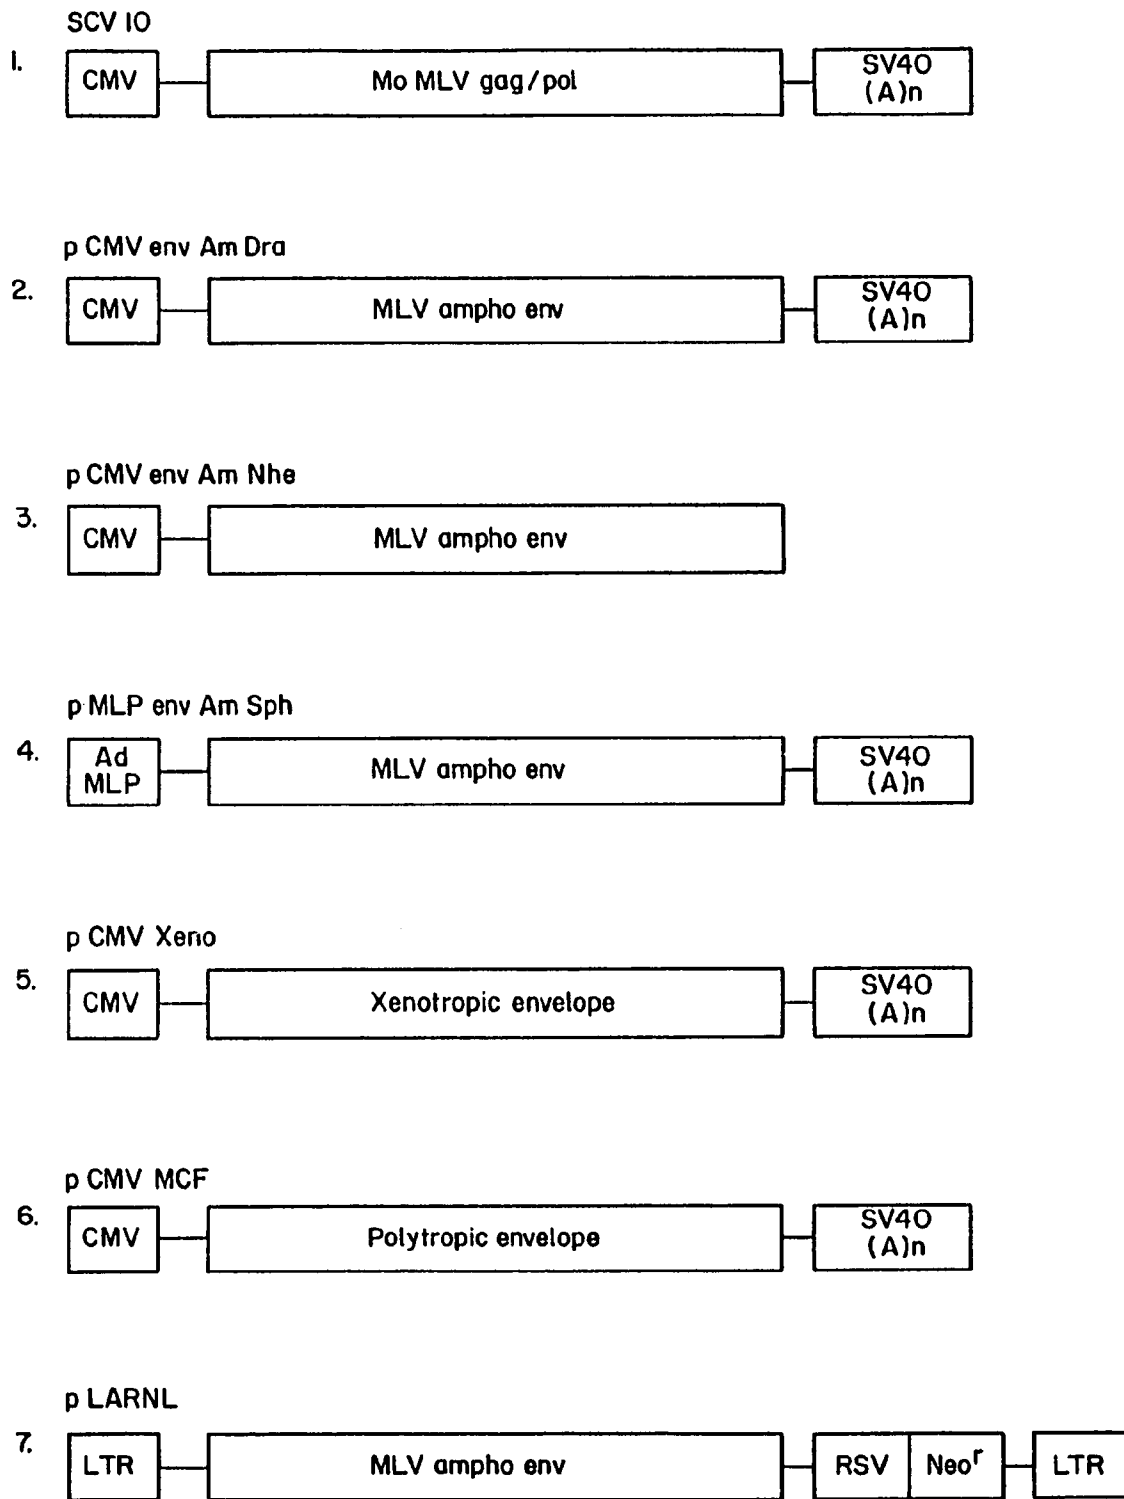 SCV 10
1.
CMV
Mo MLV gag/pol
SV40
(A)n
p CMV env Am Dra
2.
CMV
MLV ampho env
SV40
(A)n
p CMV env Am Nhe
3.
CMV
MLV ampho env
p MLP env Am Sph
4.
Ad
MLP
MLV ampho env
SV40
(A)n
p CMV Xeno
5.
CMV
Xenotropic envelope
SV40
(A)n
p CMV MCF
6.
CMV
Polytropic envelope
SV40
(A)n
p LARNL
7.
LTR
MLV ampho env
RSV
Neoʳ
LTR